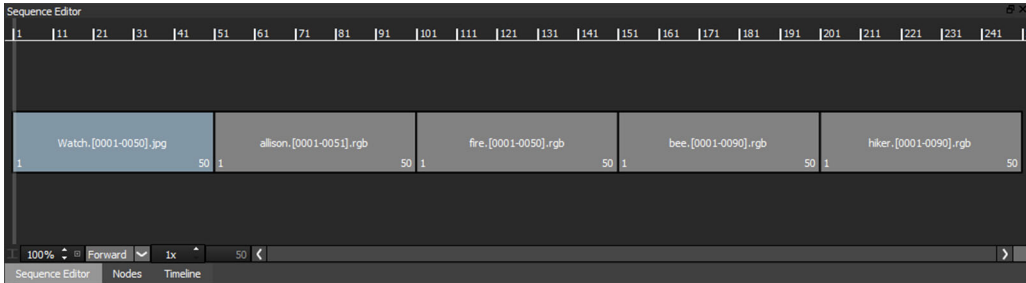 Sequence Editor
1 11 21 31 41 51 61 71 81 91 101 111 121 131 141 151 161 171 181 191 201 211 221 231 241
Watch.[0001-0050].jpg allison.[0001-0051].rgb fire.[0001-0050].rgb bee.[0001-0090].rgb hiker.[0001-0090].rgb
1 50 1 50 1 50 1 50 1 50
100% Forward 1x 50
Sequence Editor Nodes Timeline